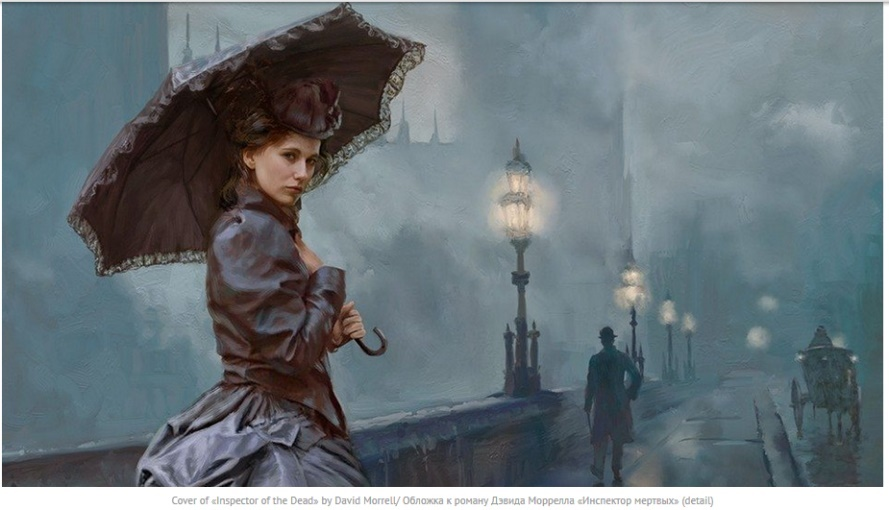 Cover of «Inspector of the Dead» by David Morrell/ Обложка к роману Дэвида Моррелла «Инспектор мертвых» (detail)